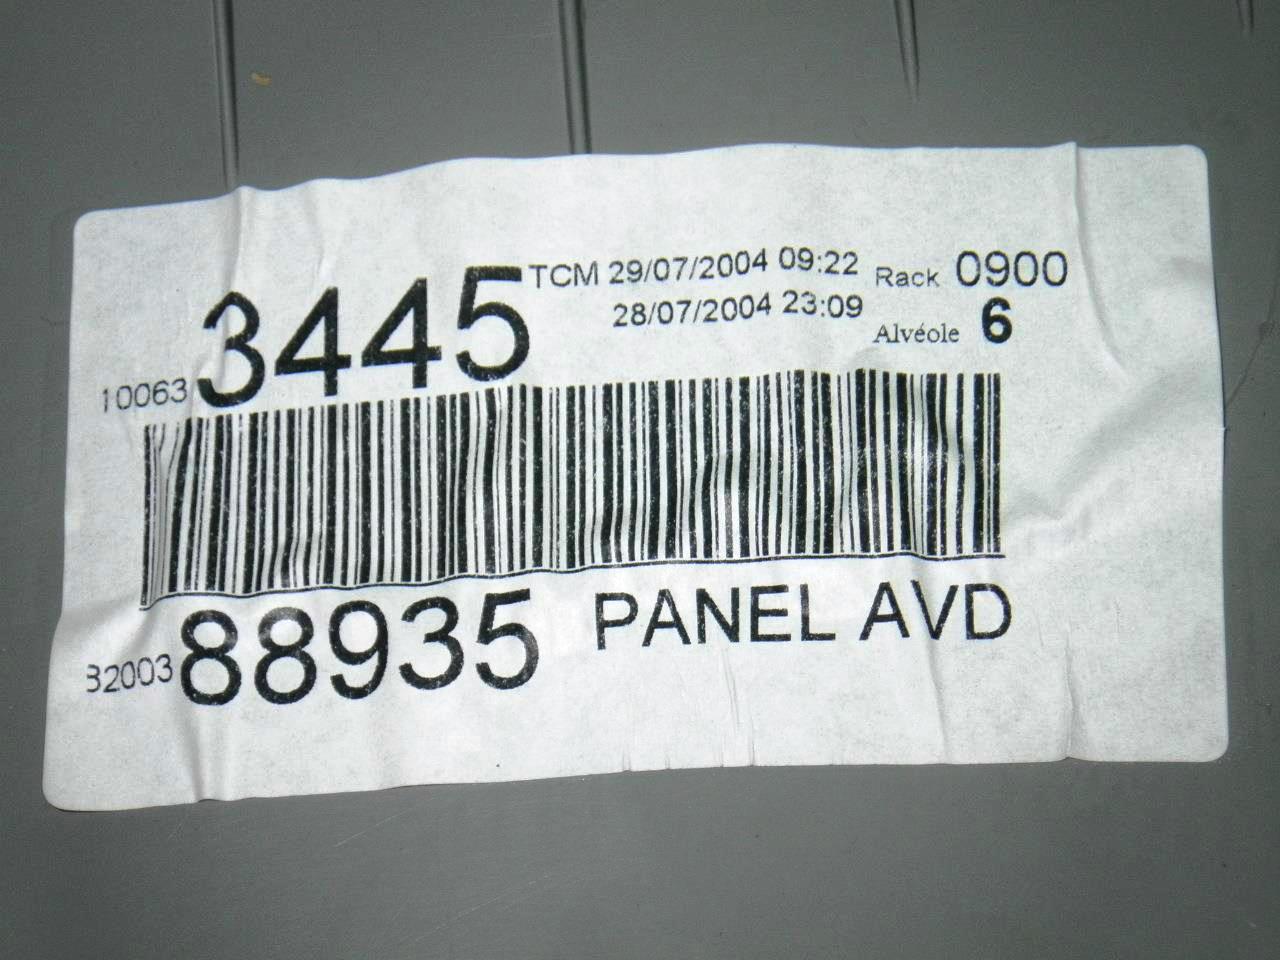 10063 3445 TCM 29/07/2004 09:22 Rack 0900
28/07/2004 23:09 Alvéole 6
82003 88935 PANEL AVD